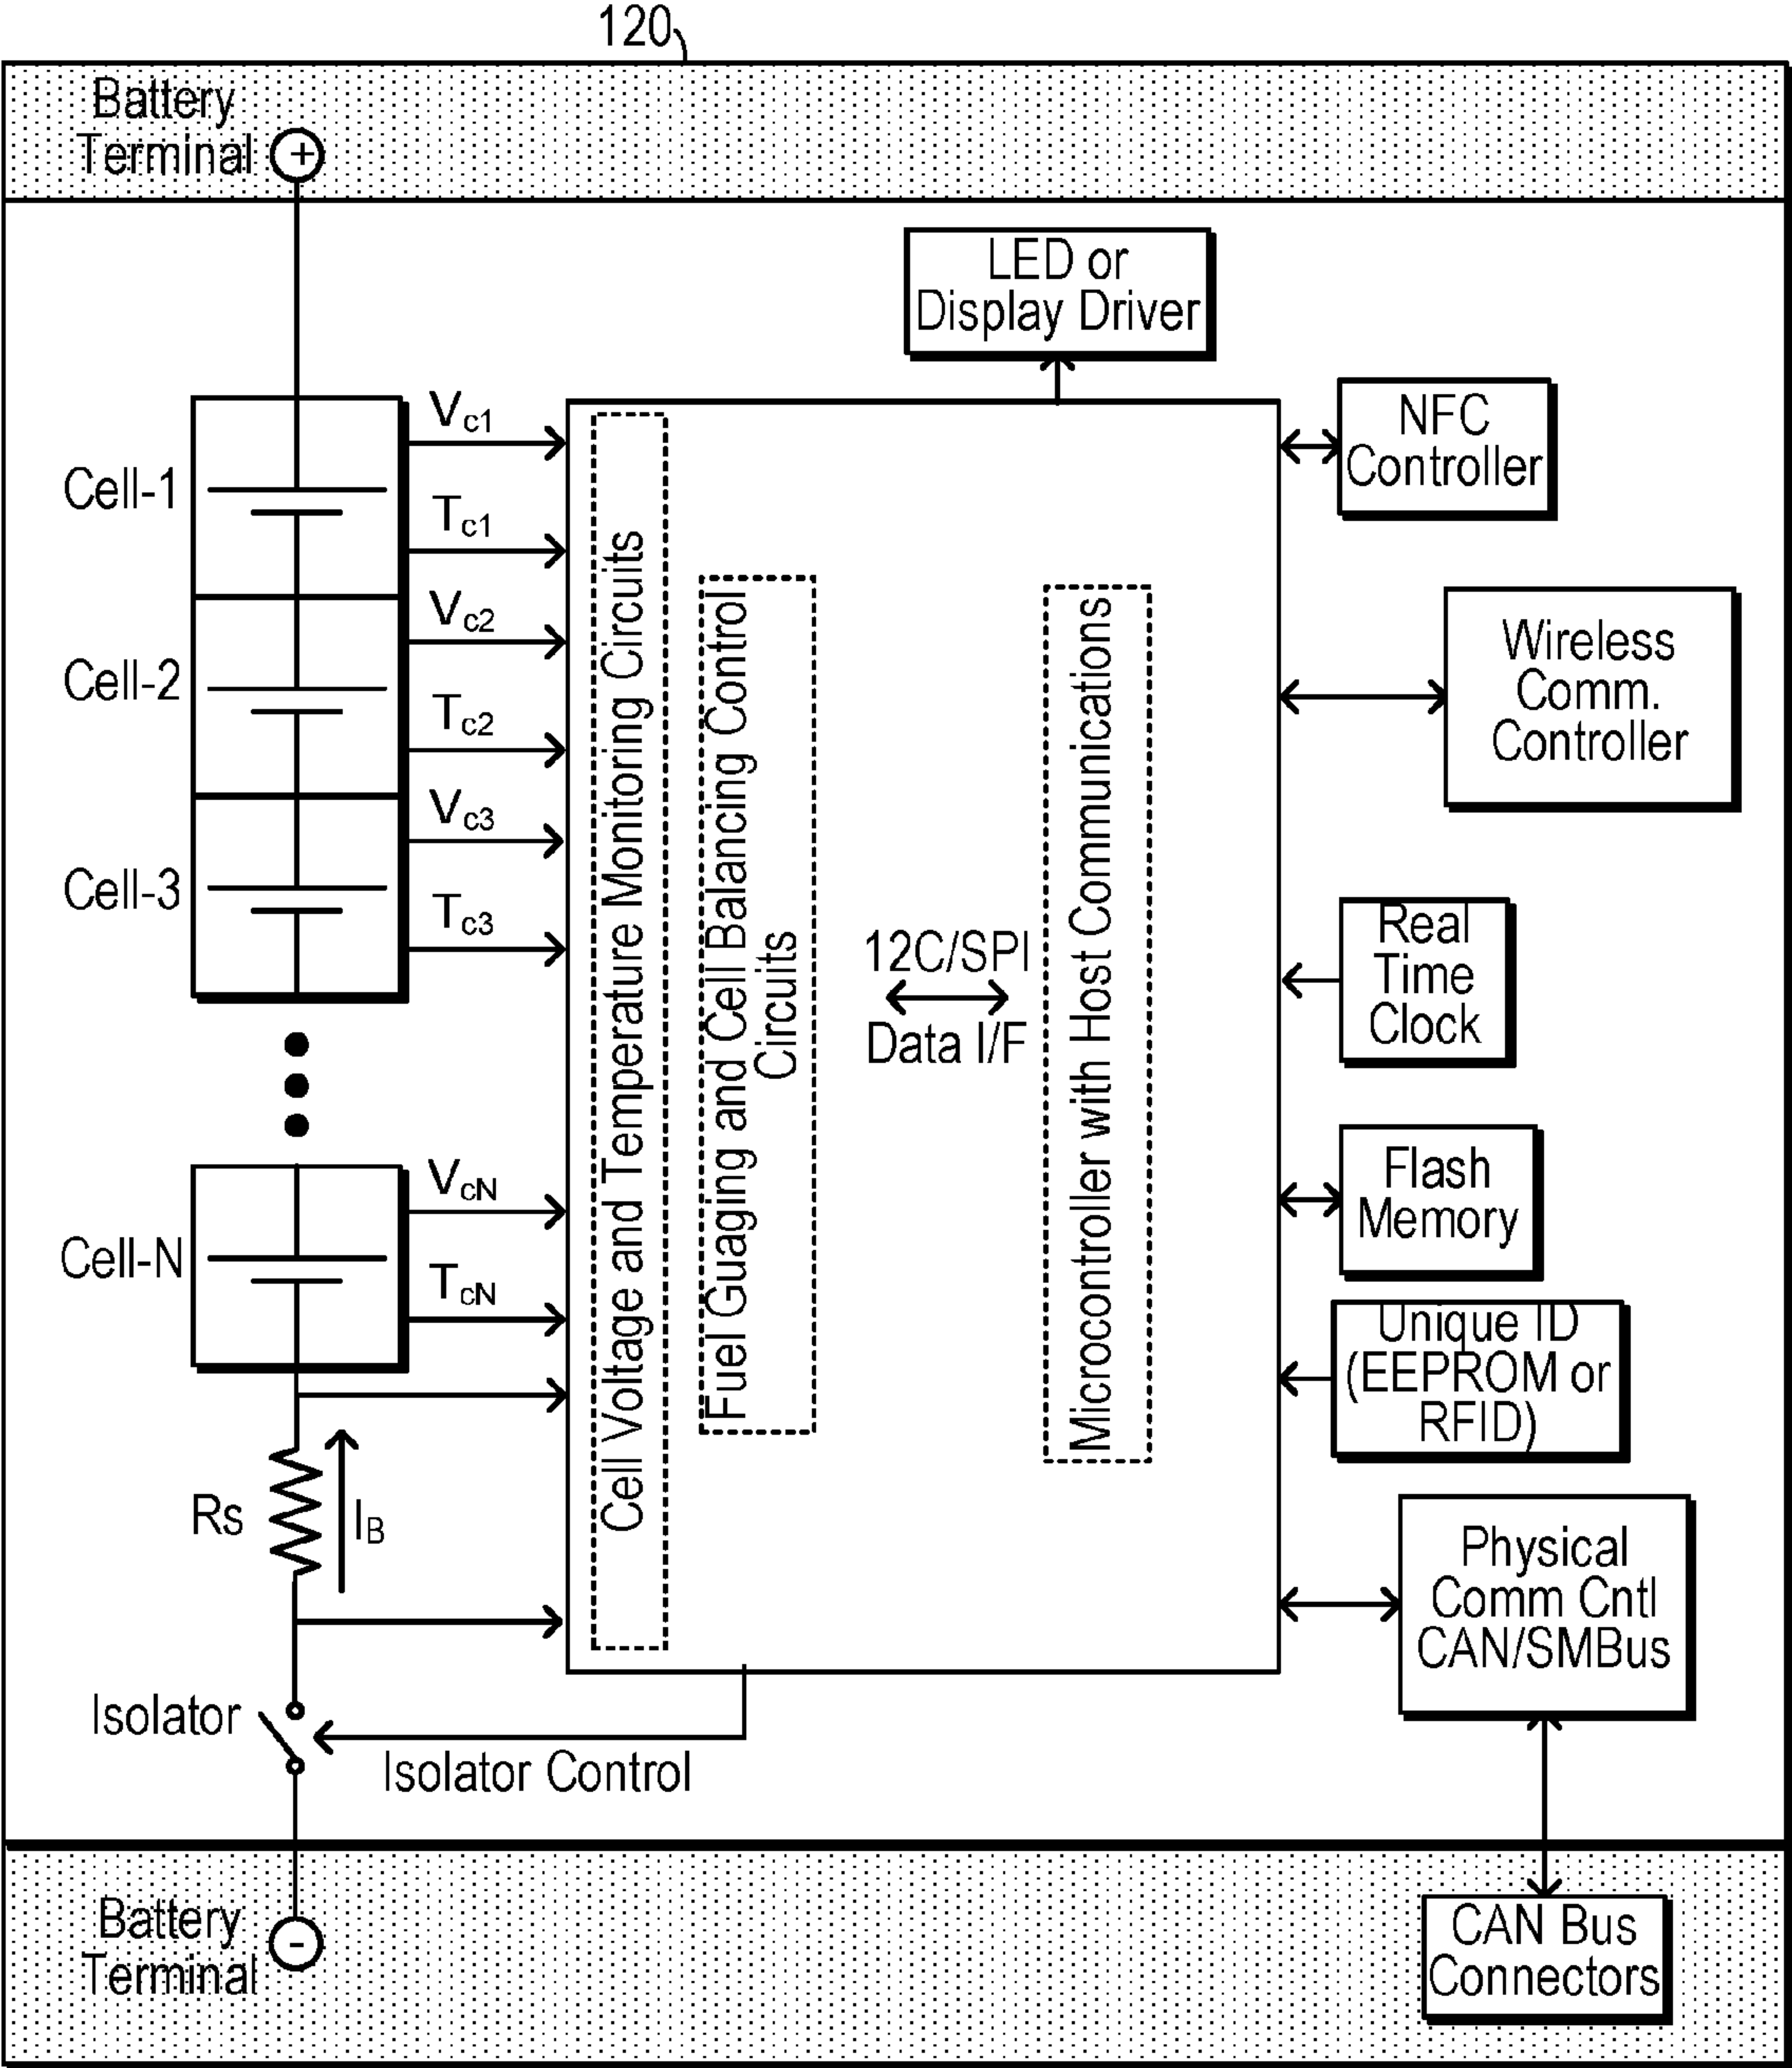 120
Battery
Terminal +
LED or
Display Driver
NFC
Controller
Wireless
Comm.
Controller
Real
Time
Clock
Flash
Memory
Unique ID
(EEPROM or
RFID)
Physical
Comm Cntl
CAN/SMBus
CAN Bus
Connectors
Cell-1
Vc1
Tc1
Cell-2
Vc2
Tc2
Cell-3
Vc3
Tc3
Cell-N
VcN
TcN
Rs
IB
Isolator
Isolator Control
Cell Voltage and Temperature Monitoring Circuits
Fuel Guaging and Cell Balancing Control
Circuits
12C/SPI
Data I/F
Microcontroller with Host Communications
Battery
Terminal -